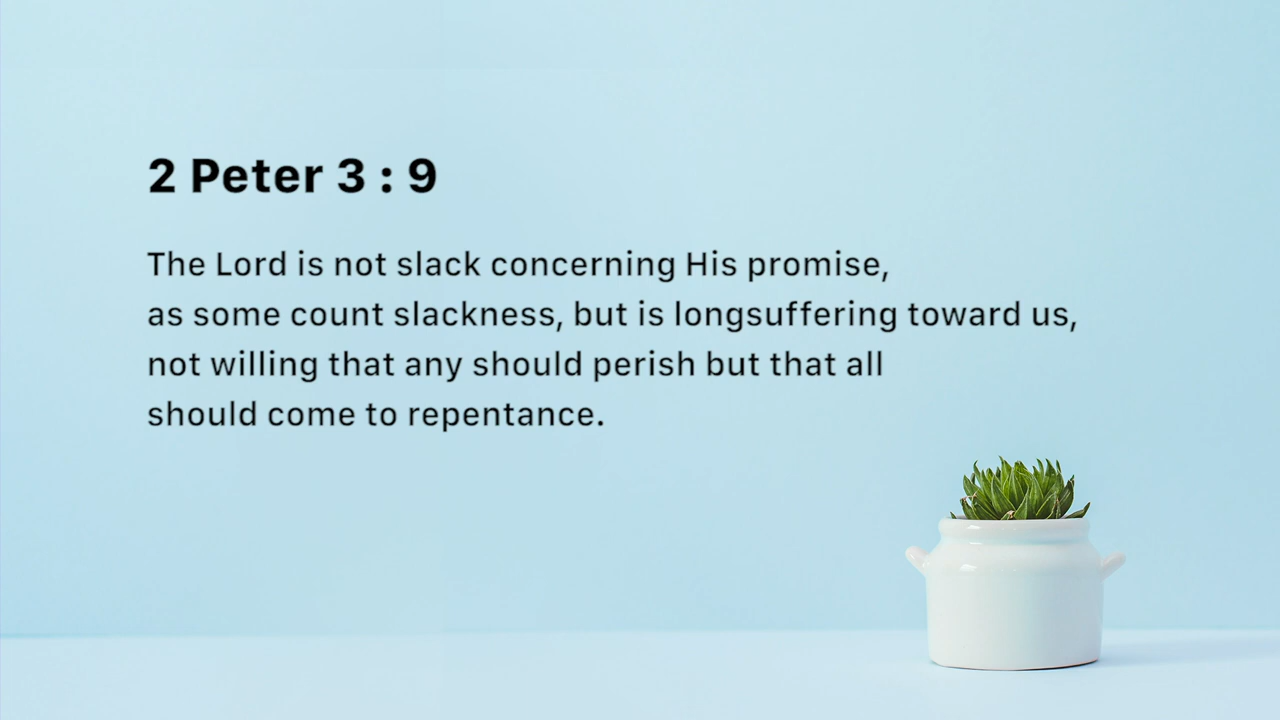 2 Peter 3 : 9
The Lord is not slack concerning His promise,
as some count slackness, but is longsuffering toward us,
not willing that any should perish but that all
should come to repentance.